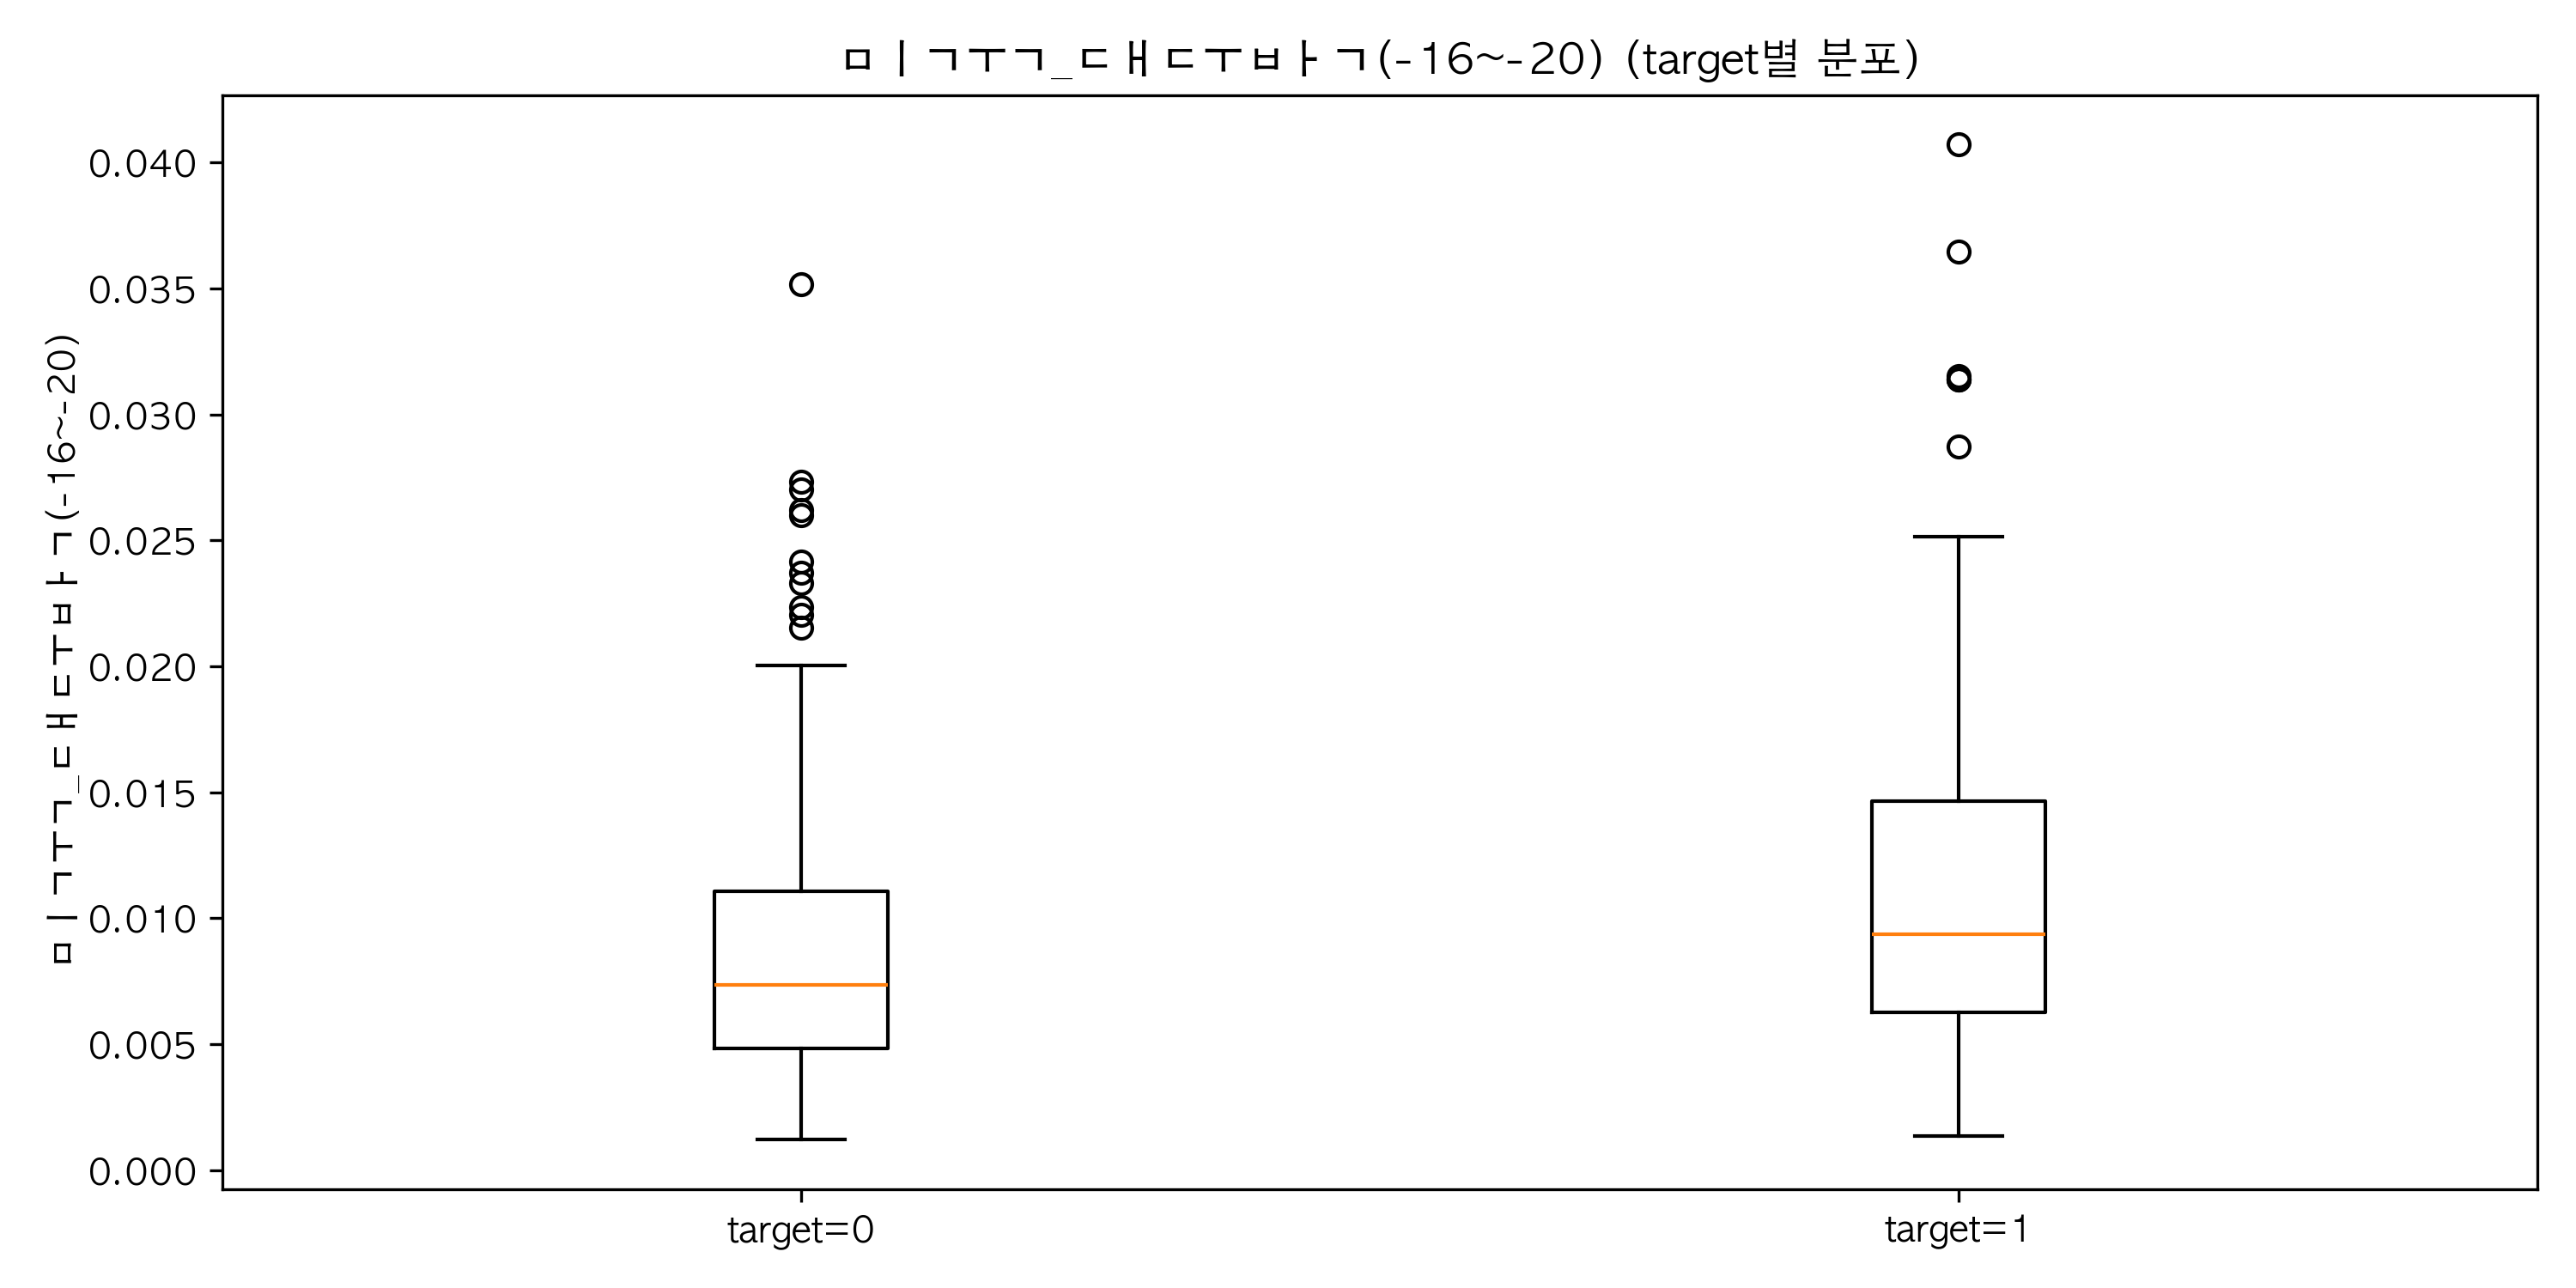 ㅁㅣㄱㅜㄱ_ㄷㅐㄷㅜㅂㅏㄱ(-16~-20) (target별 분포)
ㅁㅣㄱㅜㄱ_ㄷㅐㄷㅜㅂㅏㄱ(-16~-20)
0.040
0.035
0.030
0.025
0.020
0.015
0.010
0.005
0.000
target=0
target=1